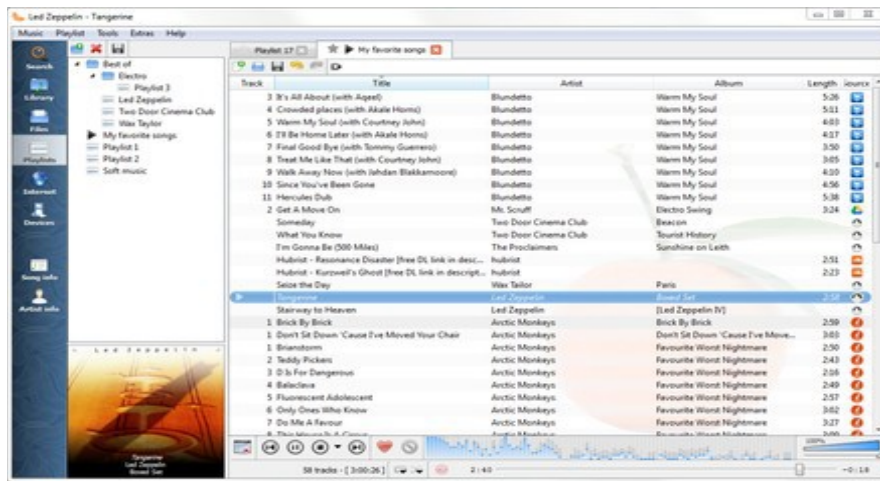 Led Zeppelin - Tangerine
Music Playlist Tools Extras Help
Search
Library
Files
Playlists
Internet
Devices
Song info
Artist info
Best of
Electro
Playlist 3
Led Zeppelin
Two Door Cinema Club
Wax Taylor
My favorite songs
Playlist 1
Playlist 2
Soft music
Led Zeppelin
Tangerine
Led Zeppelin
Boxed Set
Playlist 17 My favorite songs
Track Title Artist Album Length Source
3 It's All About (with Aqeel) Blundetto Warm My Soul 5:26
4 Crowded places (with Akale Horns) Blundetto Warm My Soul 5:11
5 Warm My Soul (with Courtney John) Blundetto Warm My Soul 4:03
6 I'll Be Home Later (with Akale Horns) Blundetto Warm My Soul 4:17
7 Final Good Bye (with Tommy Guerrero) Blundetto Warm My Soul 3:50
8 Treat Me Like That (with Courtney John) Blundetto Warm My Soul 3:05
9 Walk Away Now (with Jahdan Blakkamoore) Blundetto Warm My Soul 4:10
10 Since You've Been Gone Blundetto Warm My Soul 4:56
11 Hercules Dub Blundetto Warm My Soul 5:38
2 Get A Move On Mr. Scruff Electro Swing 3:24
Someday Two Door Cinema Club Beacon
What You Know Two Door Cinema Club Tourist History
I'm Gonna Be (500 Miles) The Proclaimers Sunshine on Leith
Hubrist - Resonance Disaster [free DL link in desc... hubrist 2:51
Hubrist - Kurzweil's Ghost [free DL link in descript... hubrist 2:23
Seize the Day Wax Tailor Paris
Tangerine Led Zeppelin Boxed Set 2:58
Stairway to Heaven Led Zeppelin [Led Zeppelin IV]
1 Brick By Brick Arctic Monkeys Brick By Brick 2:59
1 Don't Sit Down 'Cause I've Moved Your Chair Arctic Monkeys Don't Sit Down 'Cause I've Move... 3:03
1 Brianstorm Arctic Monkeys Favourite Worst Nightmare 2:50
2 Teddy Pickers Arctic Monkeys Favourite Worst Nightmare 2:43
3 D Is For Dangerous Arctic Monkeys Favourite Worst Nightmare 2:16
4 Balaclava Arctic Monkeys Favourite Worst Nightmare 2:49
5 Fluorescent Adolescent Arctic Monkeys Favourite Worst Nightmare 2:57
6 Only Ones Who Know Arctic Monkeys Favourite Worst Nightmare 3:02
7 Do Me A Favour Arctic Monkeys Favourite Worst Nightmare 3:27
100%
58 tracks - [ 3:00:26 ] 2:40 -0:18